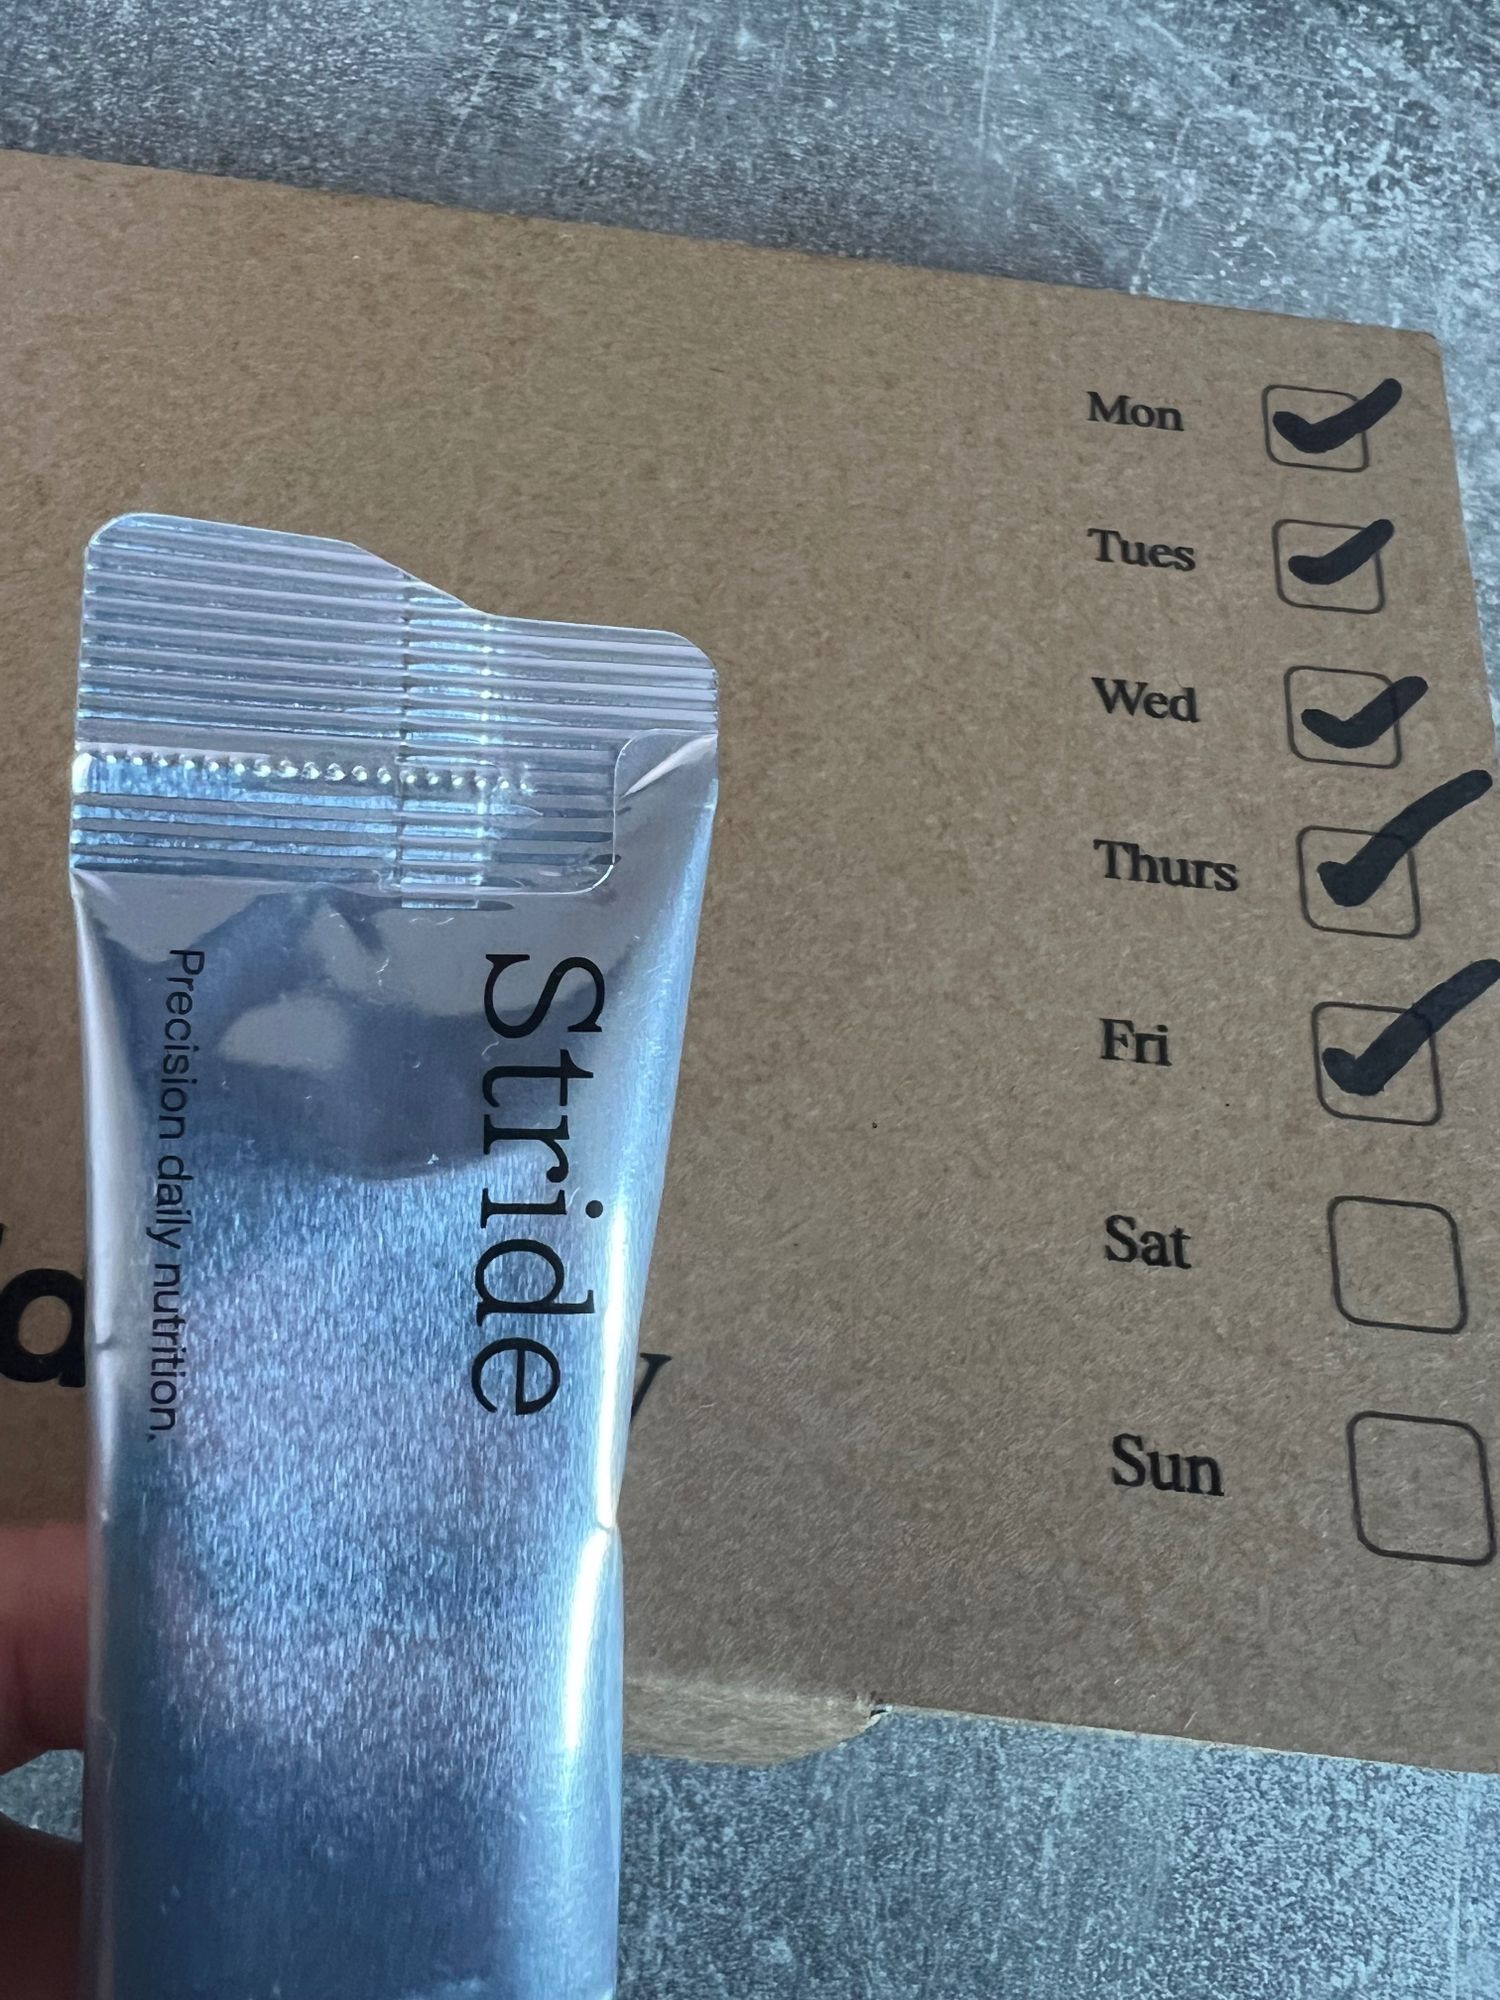 Mon
Tues
Wed
Thurs
Fri
Sat
Sun
Stride
Precision daily nutrition.